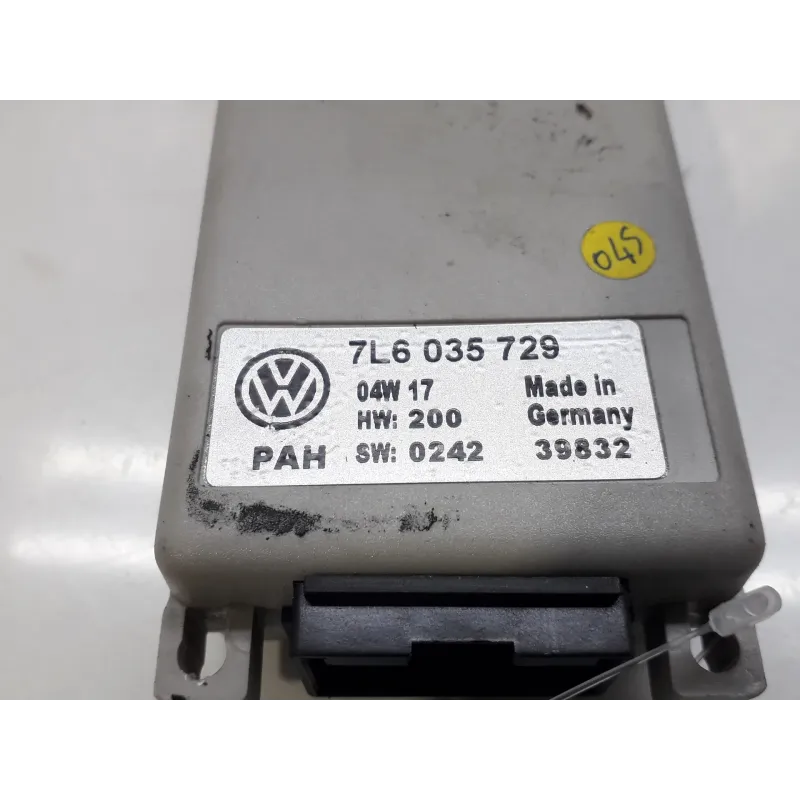 045
7L6 035 729
04W 17 Made in
HW: 200 Germany
PAH SW: 0242 39832